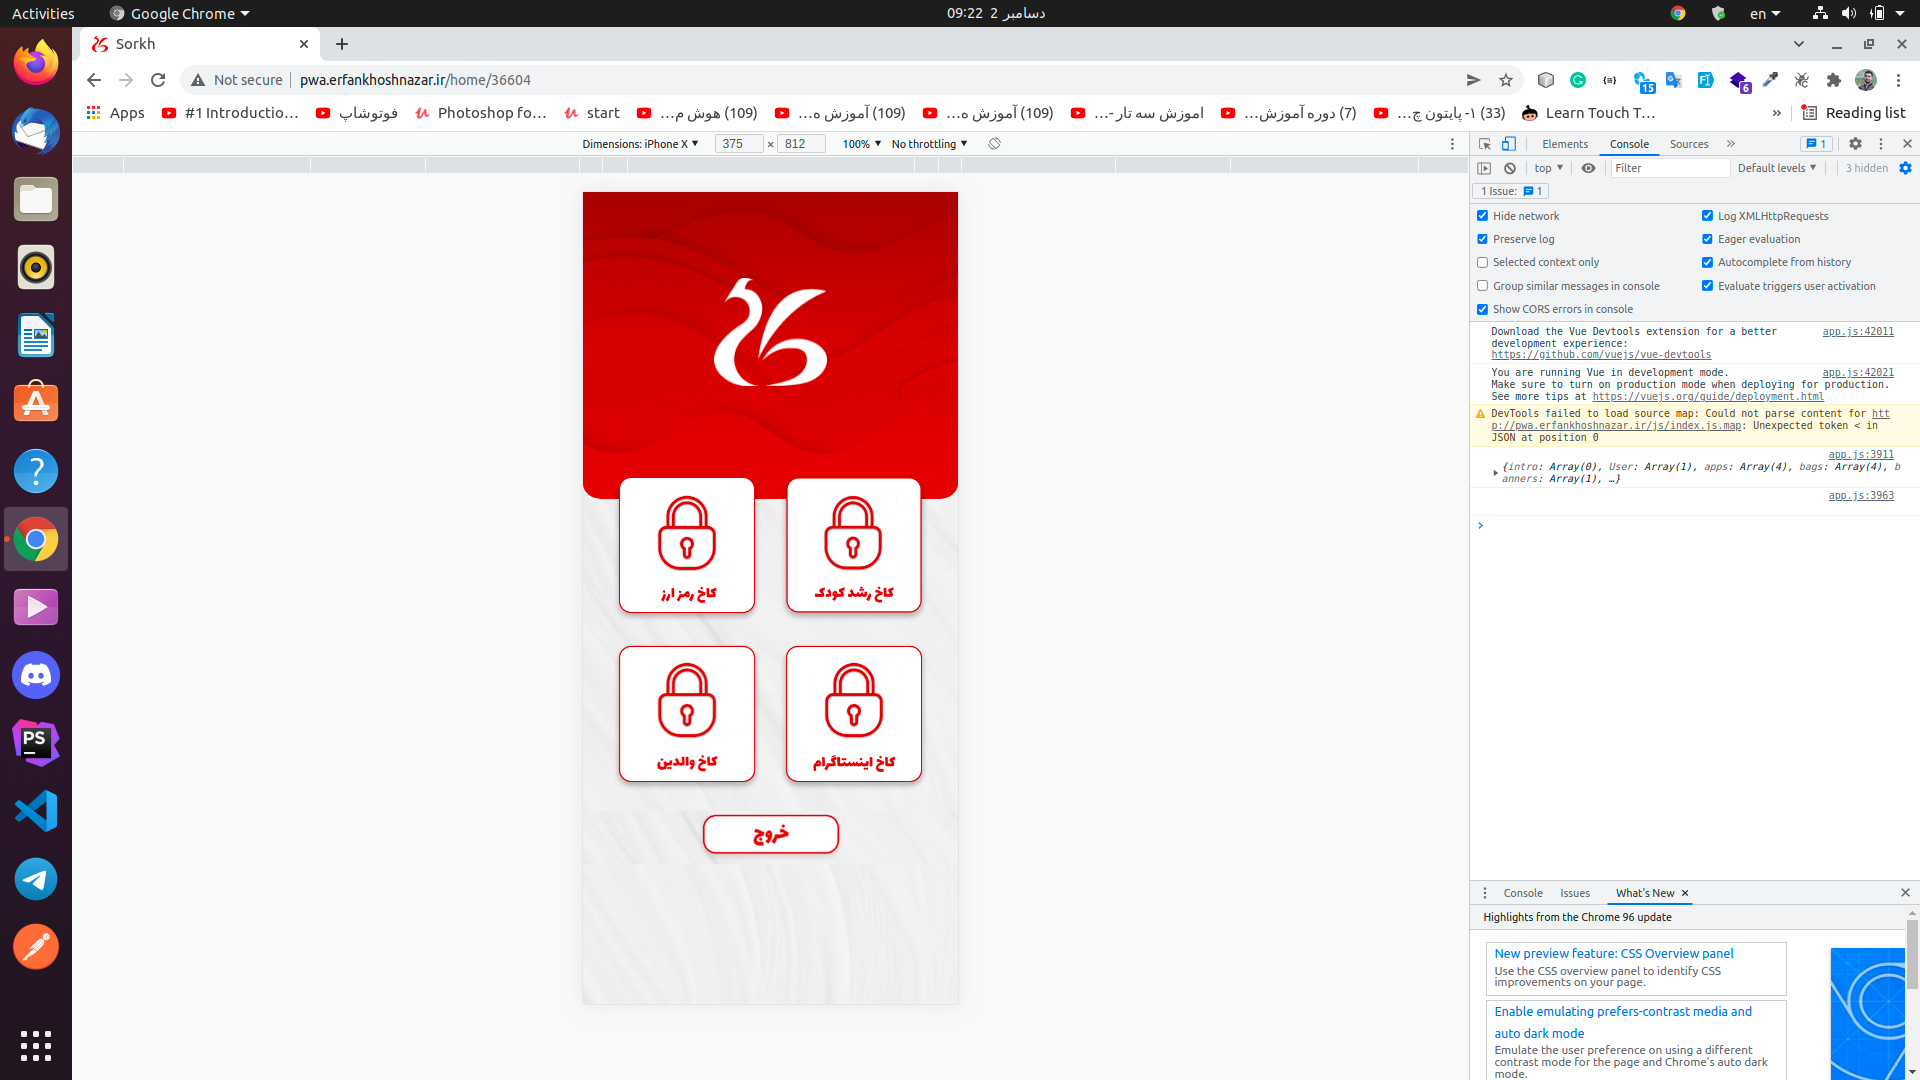 Activities
Google Chrome
09:22 2 دسامبر
en
Sorkh
Not secure
pwa.erfankhoshnazar.ir/home/36604
15
6
Apps
#1 Introductio...
فوتوشاپ
Photoshop fo...
start
(109) هوش م...
(109) آموزش ه...
(109) آموزش ه...
اموزش سه تار -...
(7) دوره آموزش...
(33) ۱- پایتون چ...
Learn Touch T...
»
Reading list
Dimensions: iPhone X
375
×
812
100%
No throttling
Elements
Console
Sources
»
1
top
Filter
Default levels
3 hidden
1 Issue:
1
Hide network
Log XMLHttpRequests
Preserve log
Eager evaluation
Selected context only
Autocomplete from history
Group similar messages in console
Evaluate triggers user activation
Show CORS errors in console
Download the Vue Devtools extension for a better
app.js:42011
development experience:
https://github.com/vuejs/vue-devtools
You are running Vue in development mode.
app.js:42021
Make sure to turn on production mode when deploying for production.
See more tips at https://vuejs.org/guide/deployment.html
DevTools failed to load source map: Could not parse content for htt
p://pwa.erfankhoshnazar.ir/js/index.js.map: Unexpected token < in
JSON at position 0
app.js:3911
{intro: Array(0), User: Array(1), apps: Array(4), bags: Array(4), b
anners: Array(1), …}
app.js:3963
کاخ رشد کودک
کاخ رمز ارز
کاخ اینستاگرام
کاخ والدین
خروج
PS
Console
Issues
What's New
Highlights from the Chrome 96 update
New preview feature: CSS Overview panel
Use the CSS overview panel to identify CSS
improvements on your page.
Enable emulating prefers-contrast media and
auto dark mode
Emulate the user preference on using a different
contrast mode for the page and Chrome's auto dark
mode.